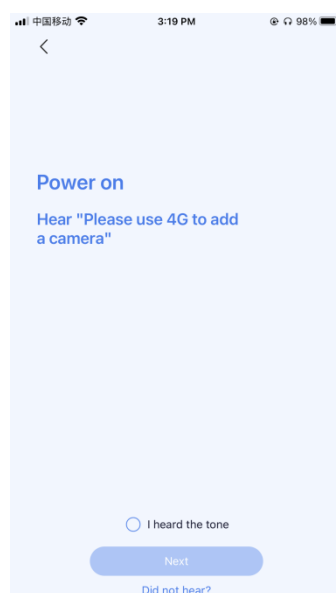 中国移动 3:19 PM 98%
Power on
Hear "Please use 4G to add
a camera"
I heard the tone
Next
Did not hear?